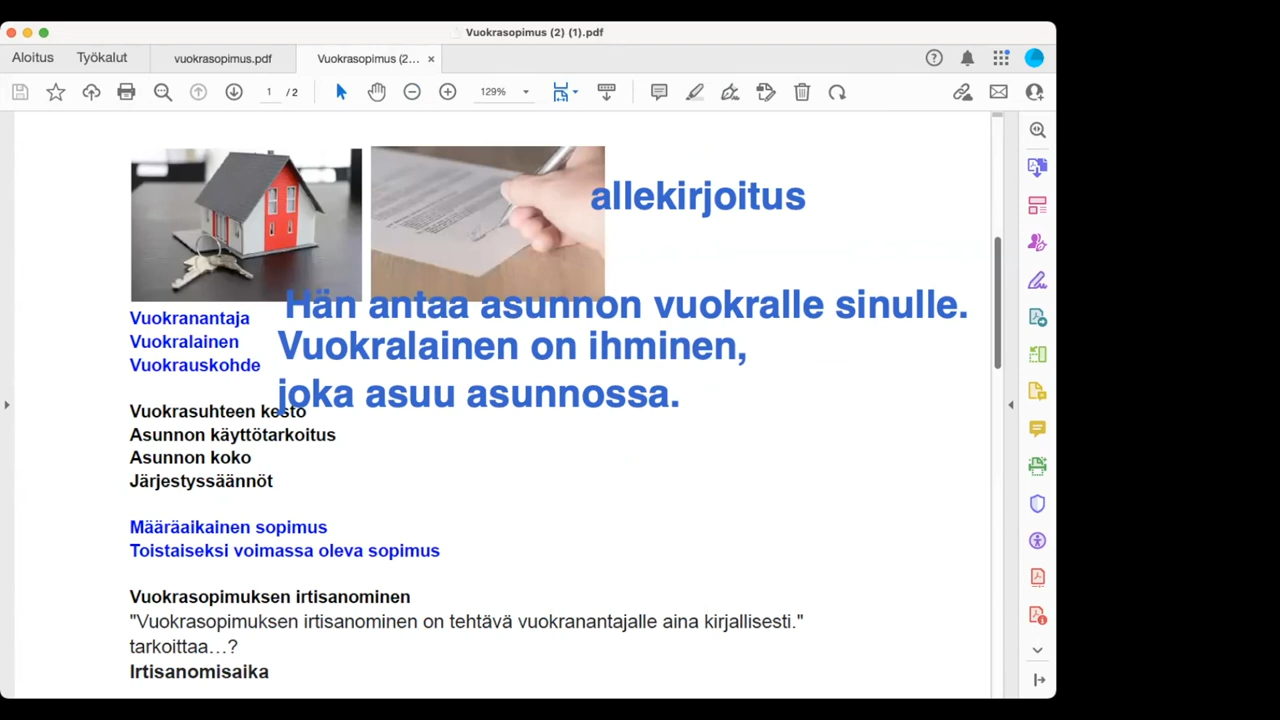 Vuokrasopimus (2) (1).pdf
Aloitus Työkalut vuokrasopimus.pdf Vuokrasopimus (2... ×
1 / 2 129%
allekirjoitus
Hän antaa asunnon vuokralle sinulle.
Vuokranantaja
Vuokralainen
Vuokralainen on ihminen,
Vuokrauskohde
joka asuu asunnossa.
Vuokrasuhteen kesto
Asunnon käyttötarkoitus
Asunnon koko
Järjestyssäännöt
Määräaikainen sopimus
Toistaiseksi voimassa oleva sopimus
Vuokrasopimuksen irtisanominen
"Vuokrasopimuksen irtisanominen on tehtävä vuokranantajalle aina kirjallisesti."
tarkoittaa…?
Irtisanomisaika